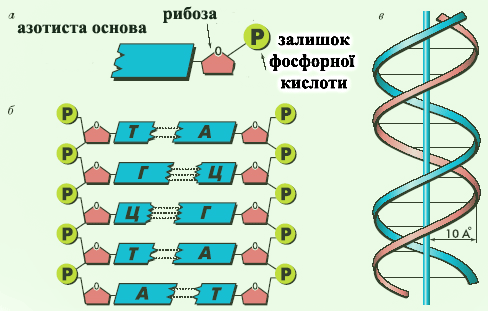 а
рибоза
азотиста основа
О
Р
залишок
фосфорної
кислоти
б
Р
Р
О
Т
А
О
Р
Р
О
Г
Ц
О
Р
Р
О
Ц
Г
О
Р
Р
О
Т
А
О
Р
Р
О
А
Т
О
в
10 А°